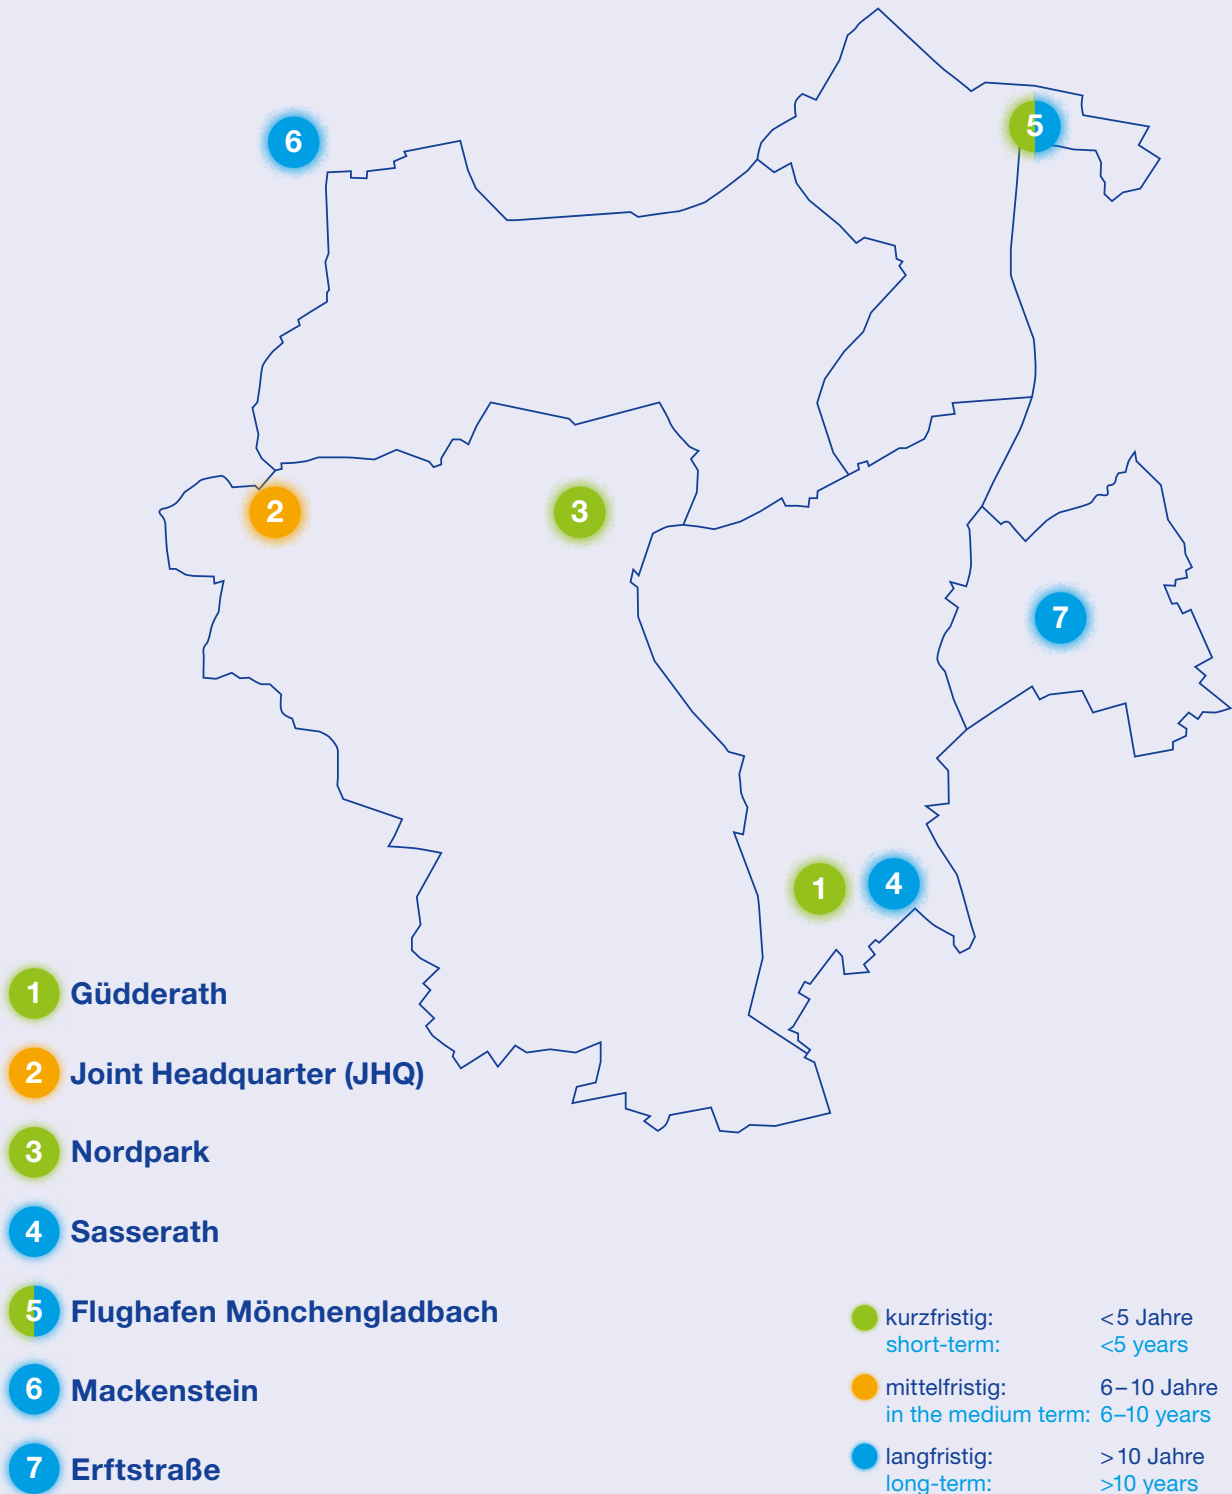 5
6
2
3
7
1
4
1 Güdderath
2 Joint Headquarter (JHQ)
3 Nordpark
4 Sasserath
5 Flughafen Mönchengladbach
6 Mackenstein
7 Erftstraße
kurzfristig: <5 Jahre
short-term: <5 years
mittelfristig: 6–10 Jahre
in the medium term: 6–10 years
langfristig: >10 Jahre
long-term: >10 years